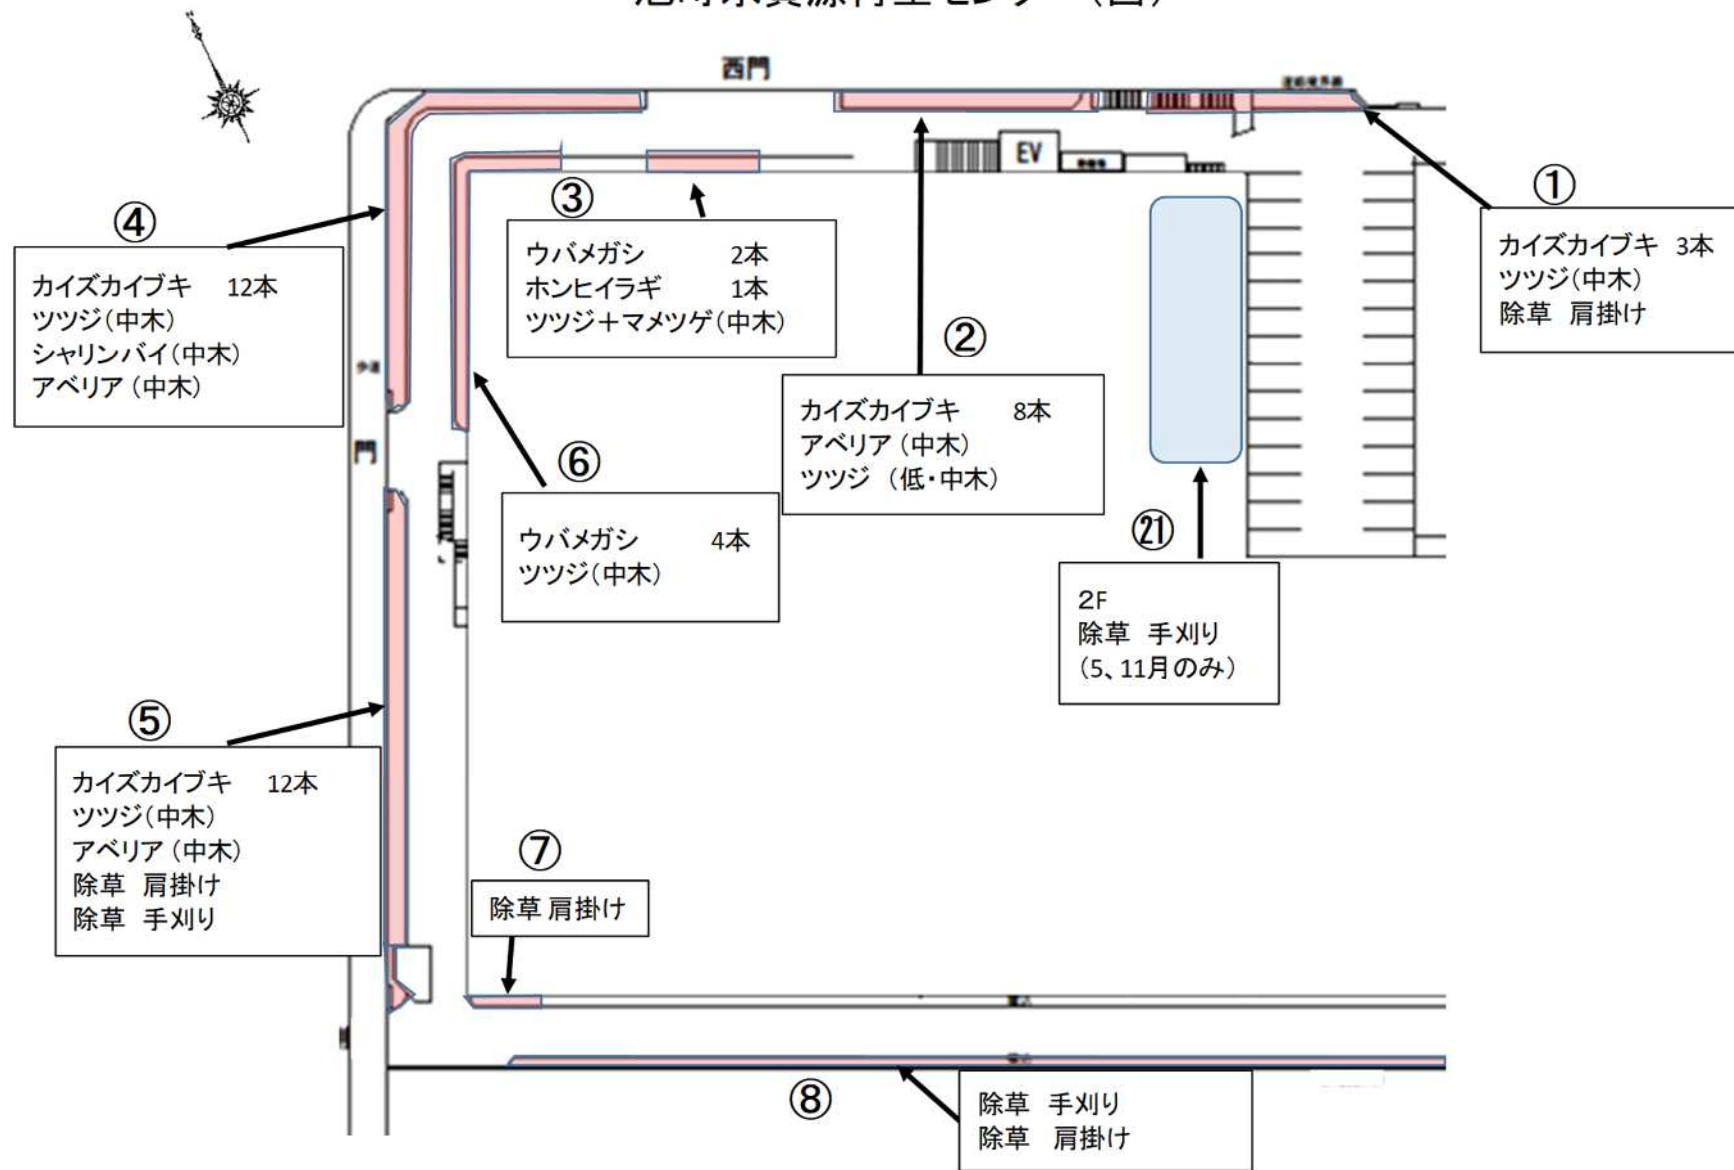 西門
EV
①
カイズカイブキ 3本
ツツジ(中木)
除草 肩掛け
②
カイズカイブキ 8本
アベリア(中木)
ツツジ (低・中木)
③
ウバメガシ 2本
ホンヒイラギ 1本
ツツジ+マメツゲ(中木)
④
カイズカイブキ 12本
ツツジ(中木)
シャリンバイ(中木)
アベリア(中木)
歩道
門
⑤
カイズカイブキ 12本
ツツジ(中木)
アベリア(中木)
除草 肩掛け
除草 手刈り
⑥
ウバメガシ 4本
ツツジ(中木)
㉑
2F
除草 手刈り
(5、11月のみ)
⑦
除草 肩掛け
⑧
除草 手刈り
除草 肩掛け